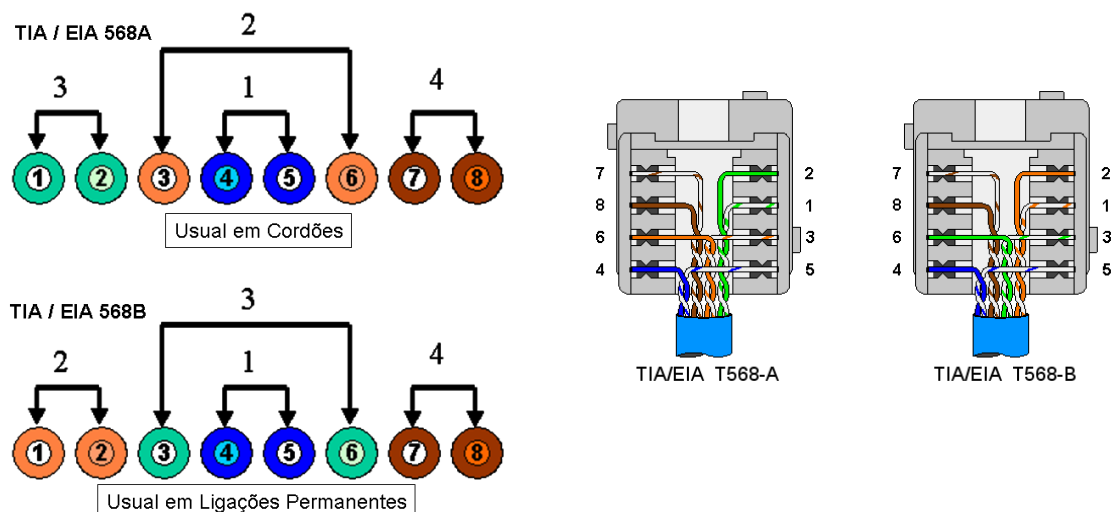 TIA / EIA 568A
2
3 1 4
1 2 3 4 5 6 7 8
Usual em Cordões
TIA / EIA 568B
3
2 1 4
1 2 3 4 5 6 7 8
Usual em Ligações Permanentes
7 2
8 1
6 3
4 5
TIA/EIA T568-A
7 2
8 1
6 3
4 5
TIA/EIA T568-B